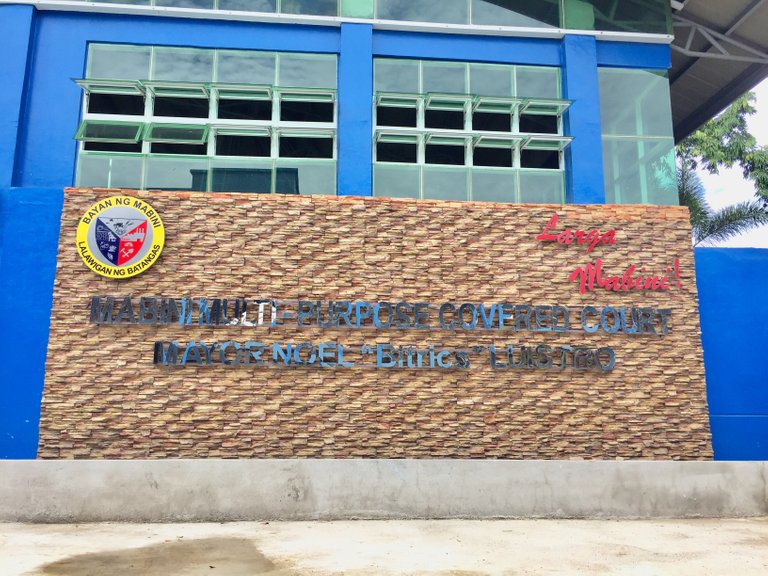 BAYAN NG MABINI
LALAWIGAN NG BATANGAS
Larga
Mabini!
MABINI MULTI-PURPOSE COVERED COURT
MAYOR NOEL "Bitrics" LUISTRO